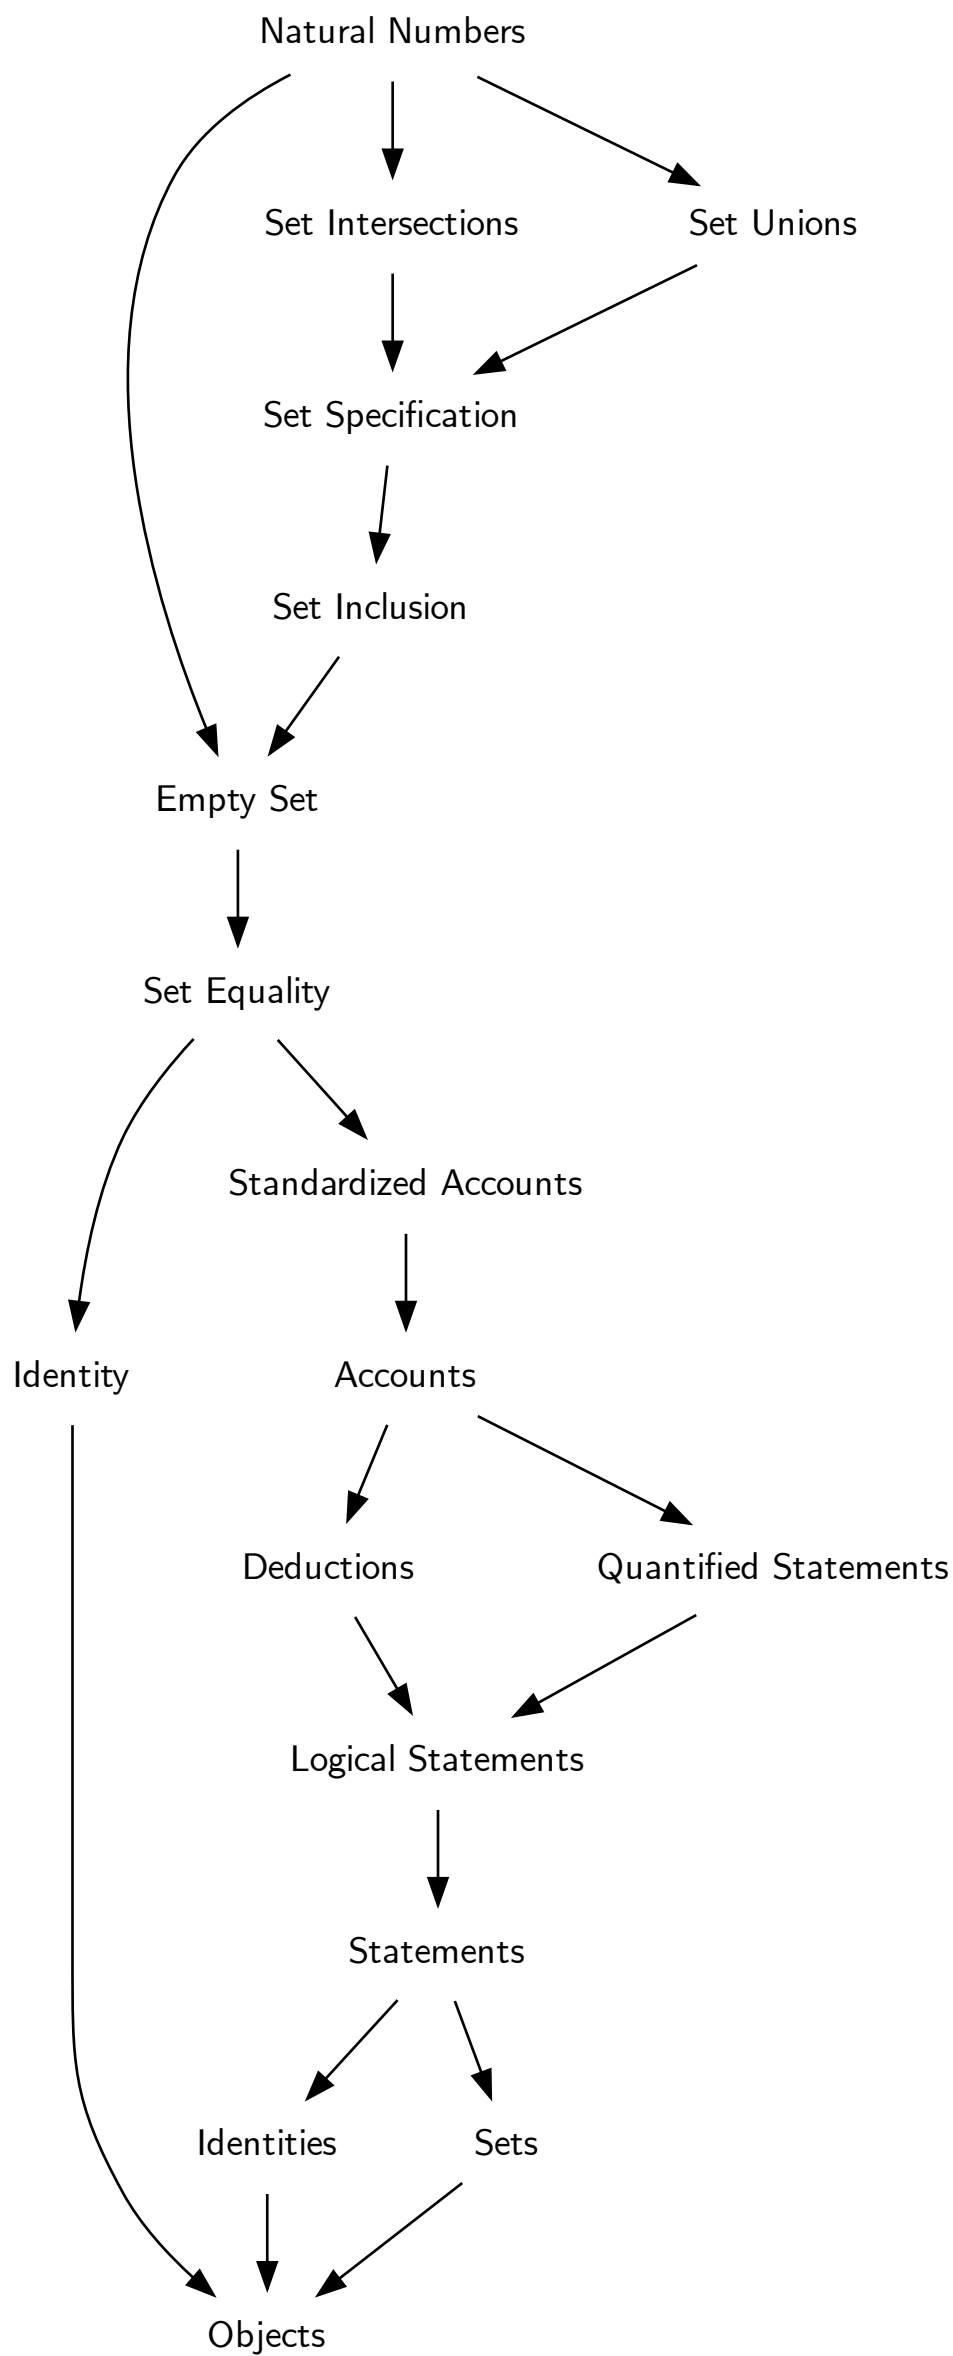 Natural Numbers
Set Intersections
Set Unions
Set Specification
Set Inclusion
Empty Set
Set Equality
Standardized Accounts
Identity
Accounts
Deductions
Quantified Statements
Logical Statements
Statements
Identities
Sets
Objects